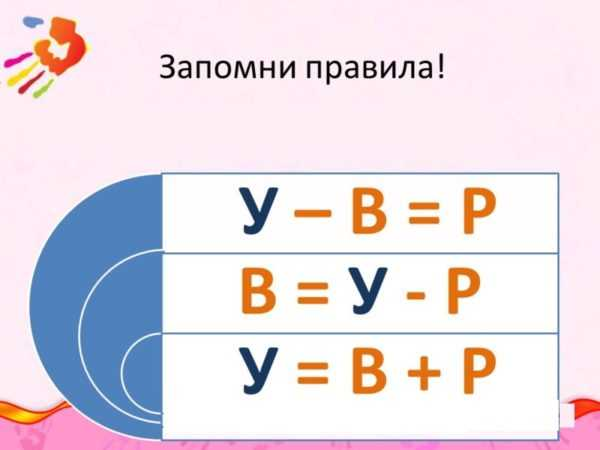 Запомни правила!
У – В = Р
В = У - Р
У = В + Р